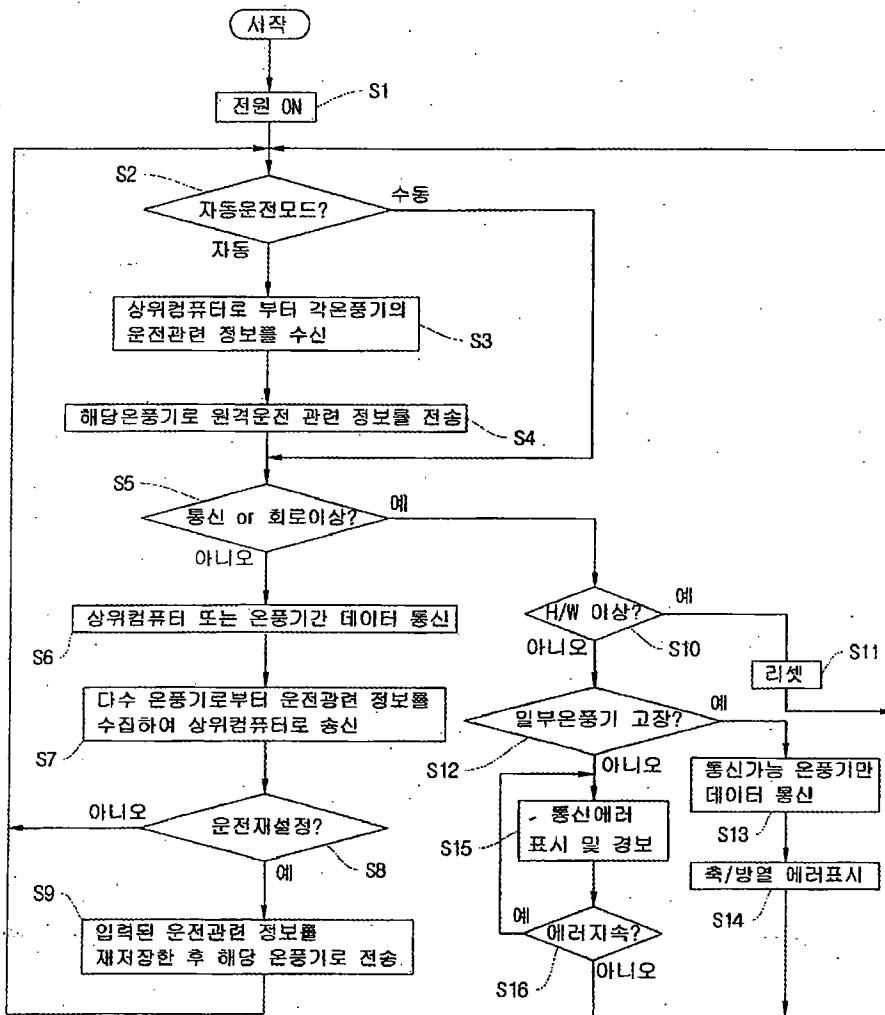 시작
전원 ON
S1
S2
자동운전모드?
수동
자동
상위컴퓨터로 부터 각온풍기의
운전관련 정보를 수신
S3
해당온풍기로 원격운전 관련 정보를 전송
S4
S5
통신 or 회로이상?
예
아니오
상위컴퓨터 또는 온풍기간 데이터 통신
S6
H/W 이상?
예
S10
아니오
S11
리셋
다수 온풍기로부터 운전관련 정보를
수집하여 상위컴퓨터로 송신
S7
일부온풍기 고장?
예
S12
아니오
통신가능 온풍기만
데이터 통신
S13
아니오
운전재설정?
S8
예
통신에러
표시 및 경보
S15
축/방열 에러표시
S14
S9
입력된 운전관련 정보를
재저장한 후 해당 온풍기로 전송
예
에러지속?
S16
아니오